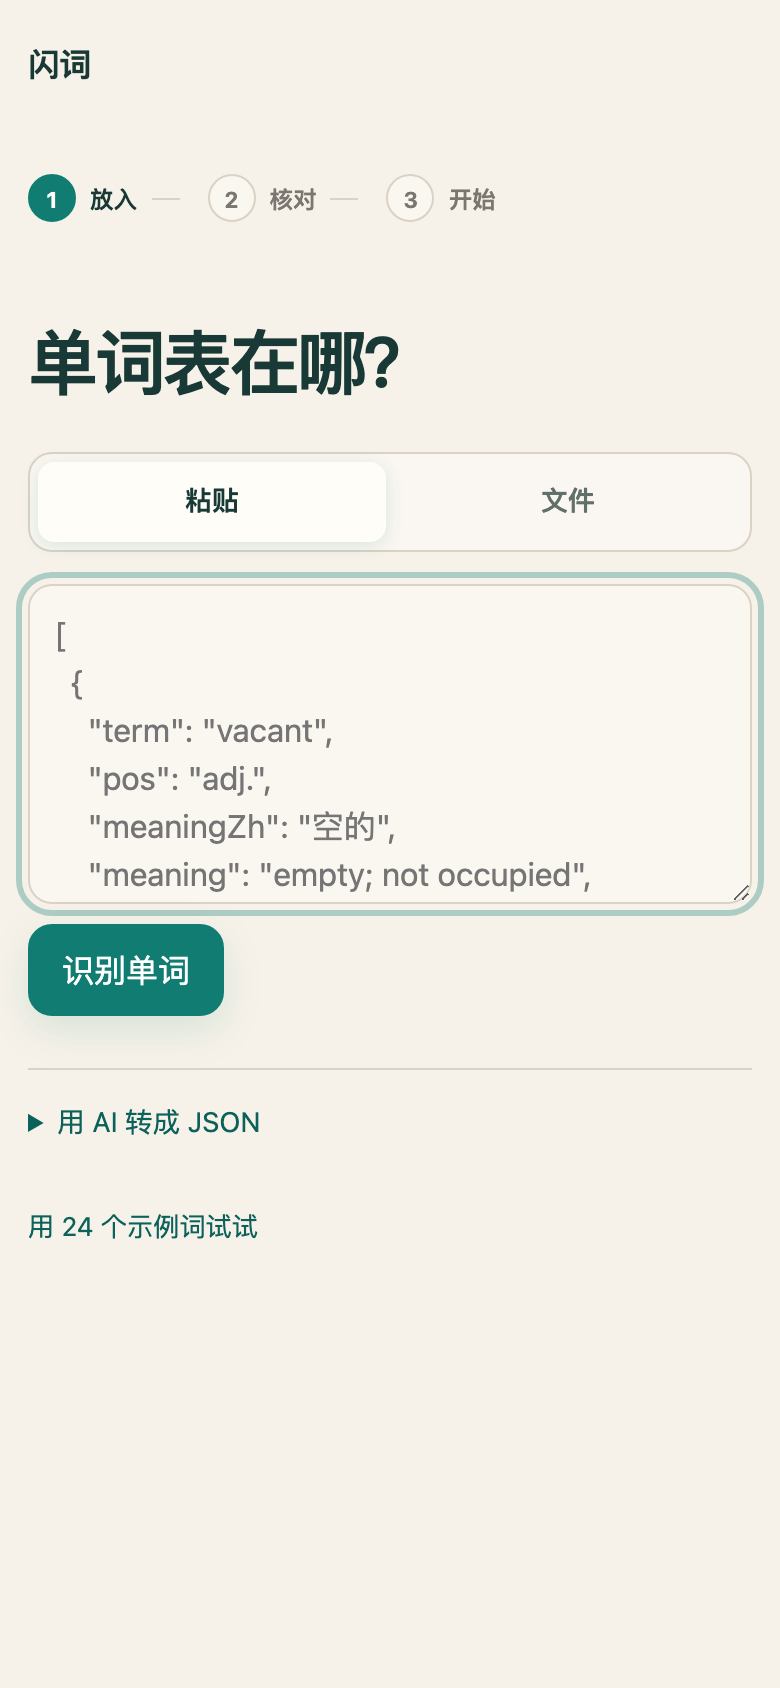 闪词
1 放入 2 核对 3 开始
单词表在哪?
粘贴 文件
[
{
"term": "vacant",
"pos": "adj.",
"meaningZh": "空的",
"meaning": "empty; not occupied",
识别单词
用 AI 转成 JSON
用 24 个示例词试试